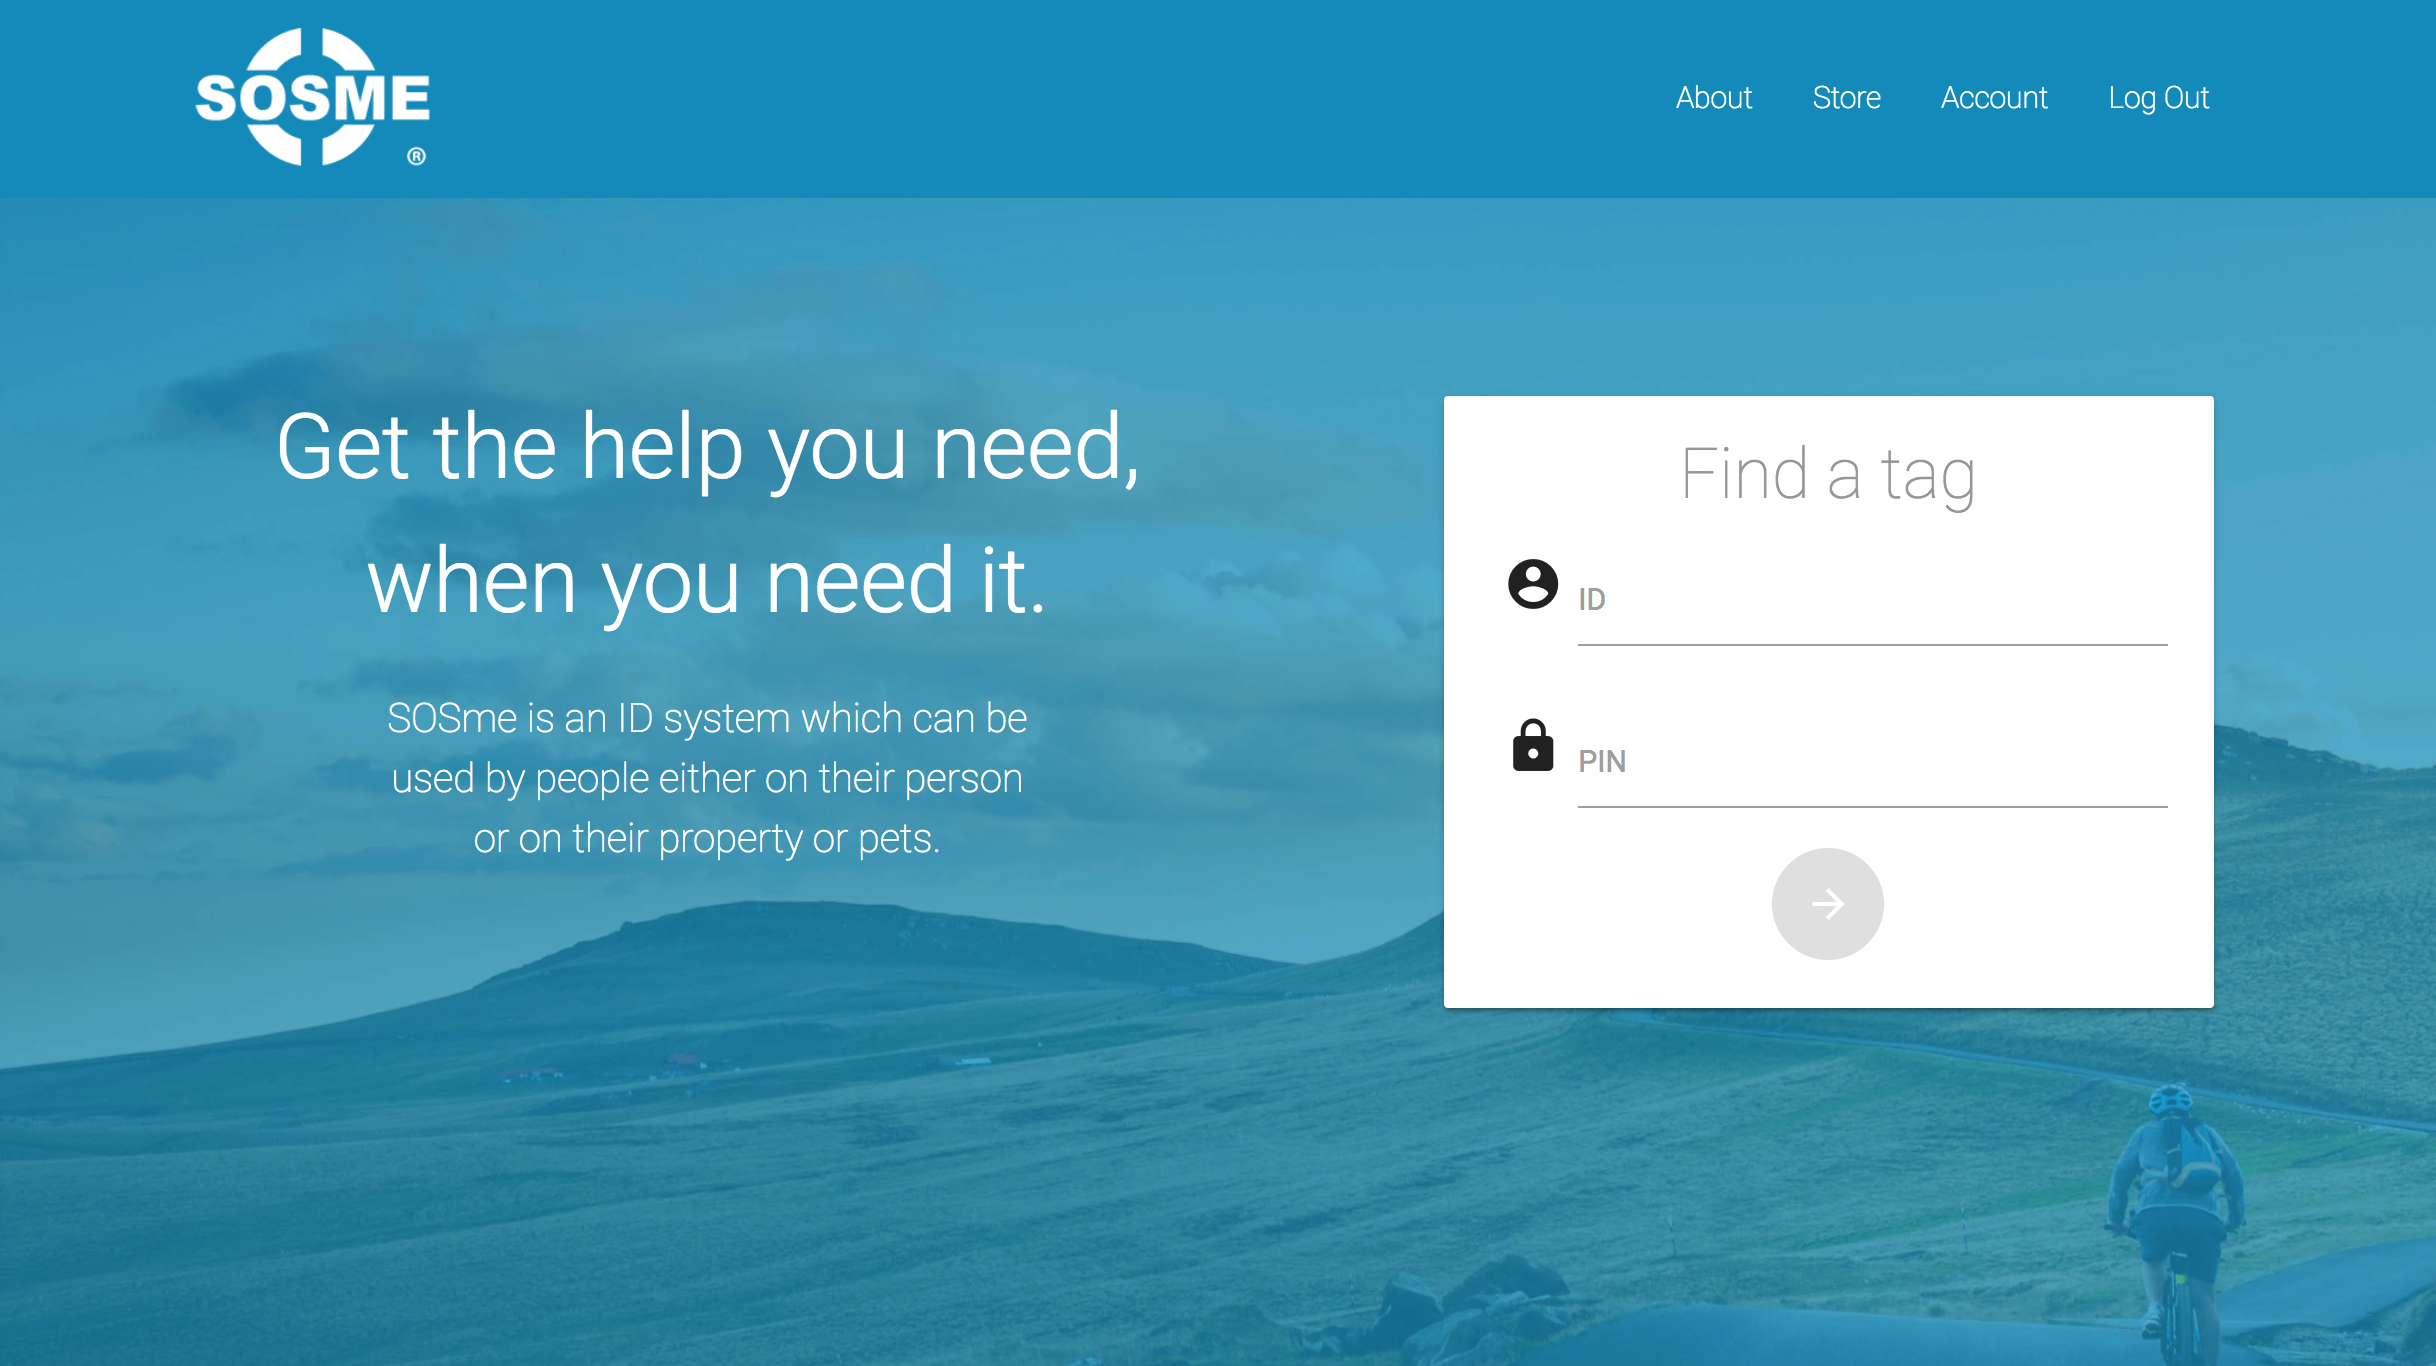 SOSME
®
About Store Account Log Out
Get the help you need,
when you need it.
SOSme is an ID system which can be
used by people either on their person
or on their property or pets.
Find a tag
ID
PIN